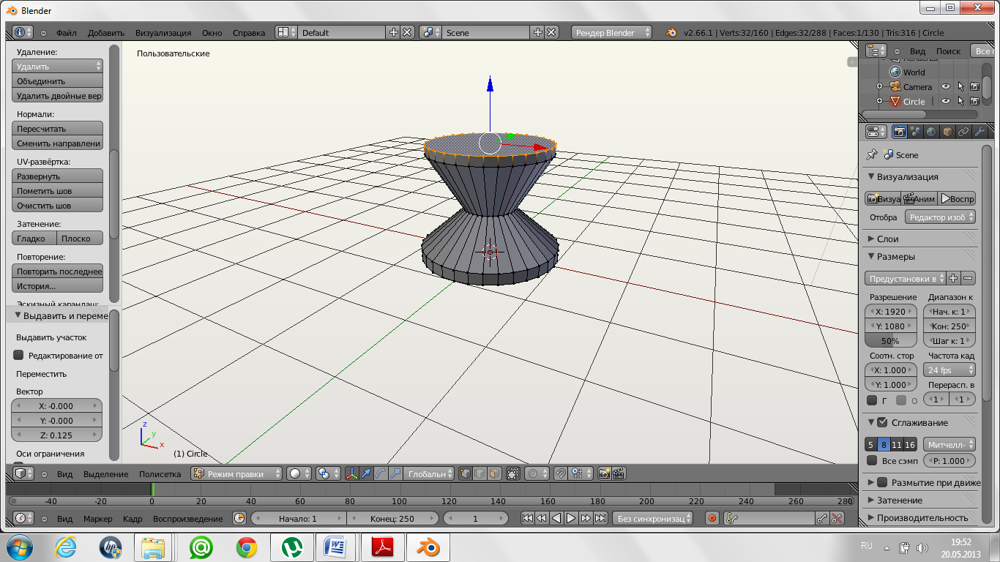 Blender
Файл Добавить Визуализация Окно Справка Default Scene Рендер Blender v2.66.1 | Verts:32/160 | Edges:32/288 | Faces:1/130 | Tris:316 | Circle
Удаление:
Удалить
Объединить
Удалить двойные вер
Нормали:
Пересчитать
Сменить направлени
UV-развёртка:
Развернуть
Пометить шов
Очистить шов
Затенение:
Гладко Плоско
Повторение:
Повторить последнее
История...
Эскизный карандаш:
Выдавить и переме
Выдавить участок
Редактирование от
Переместить
Вектор
X: -0.000
Y: -0.000
Z: 0.125
Оси ограничения
Пользовательские
z
y
x
(1) Circle
Вид Выделение Полисетка Режим правки Глобальн
Вид Поиск Все с
World
Camera
Circle
Scene
Визуализация
Визуа Аним Воспр
Отобра Редактор изоб
Слои
Размеры
Предустановки в
Разрешение Диапазон к
X: 1920 Нач. к: 1
Y: 1080 Кон: 250
50% Шаг к: 1
Соотн. стор Частота кад
X: 1.000 24 fps
Y: 1.000 Перерасп. в
Г О 1 1
Сглаживание
5 8 11 16 Митчелл-
Все сэмп Р: 1.000
Размытие при движе
Затенение
Производительность
-40 -20 0 20 40 60 80 100 120 140 160 180 200 220 240 260 280
Вид Маркер Кадр Воспроизведение Начало: 1 Конец: 250 1 Без синхронизац
RU
19:52
20.05.2013